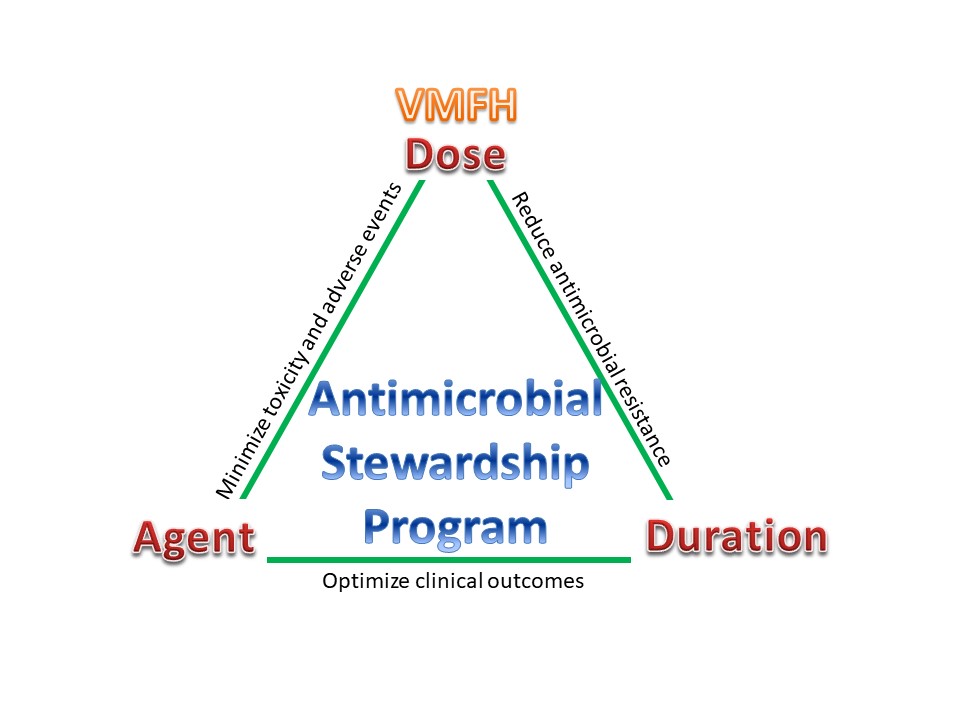 VMFH
Dose
Minimize toxicity and adverse events
Reduce antimicrobial resistance
Antimicrobial
Stewardship
Program
Agent
Duration
Optimize clinical outcomes